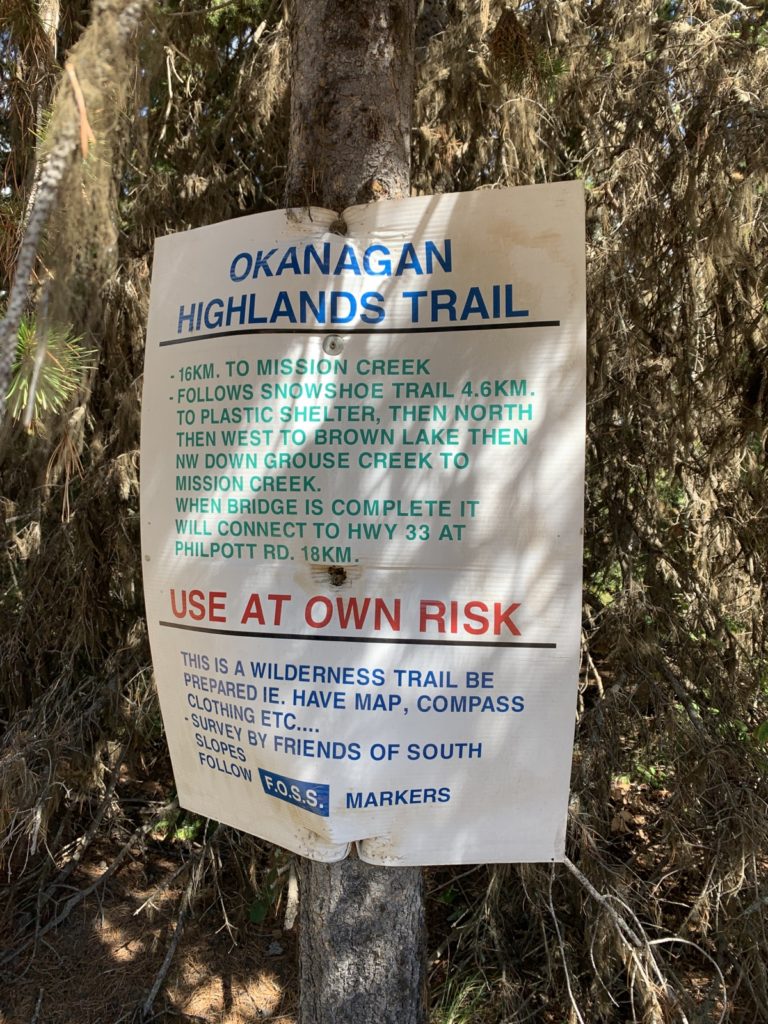 OKANAGAN
HIGHLANDS TRAIL
- 16KM. TO MISSION CREEK
- FOLLOWS SNOWSHOE TRAIL 4.6KM.
TO PLASTIC SHELTER, THEN NORTH
THEN WEST TO BROWN LAKE THEN
NW DOWN GROUSE CREEK TO
MISSION CREEK.
WHEN BRIDGE IS COMPLETE IT
WILL CONNECT TO HWY 33 AT
PHILPOTT RD. 18KM.
USE AT OWN RISK
THIS IS A WILDERNESS TRAIL BE
PREPARED IE. HAVE MAP, COMPASS
CLOTHING ETC....
- SURVEY BY FRIENDS OF SOUTH
SLOPES
FOLLOW F.O.S.S. MARKERS